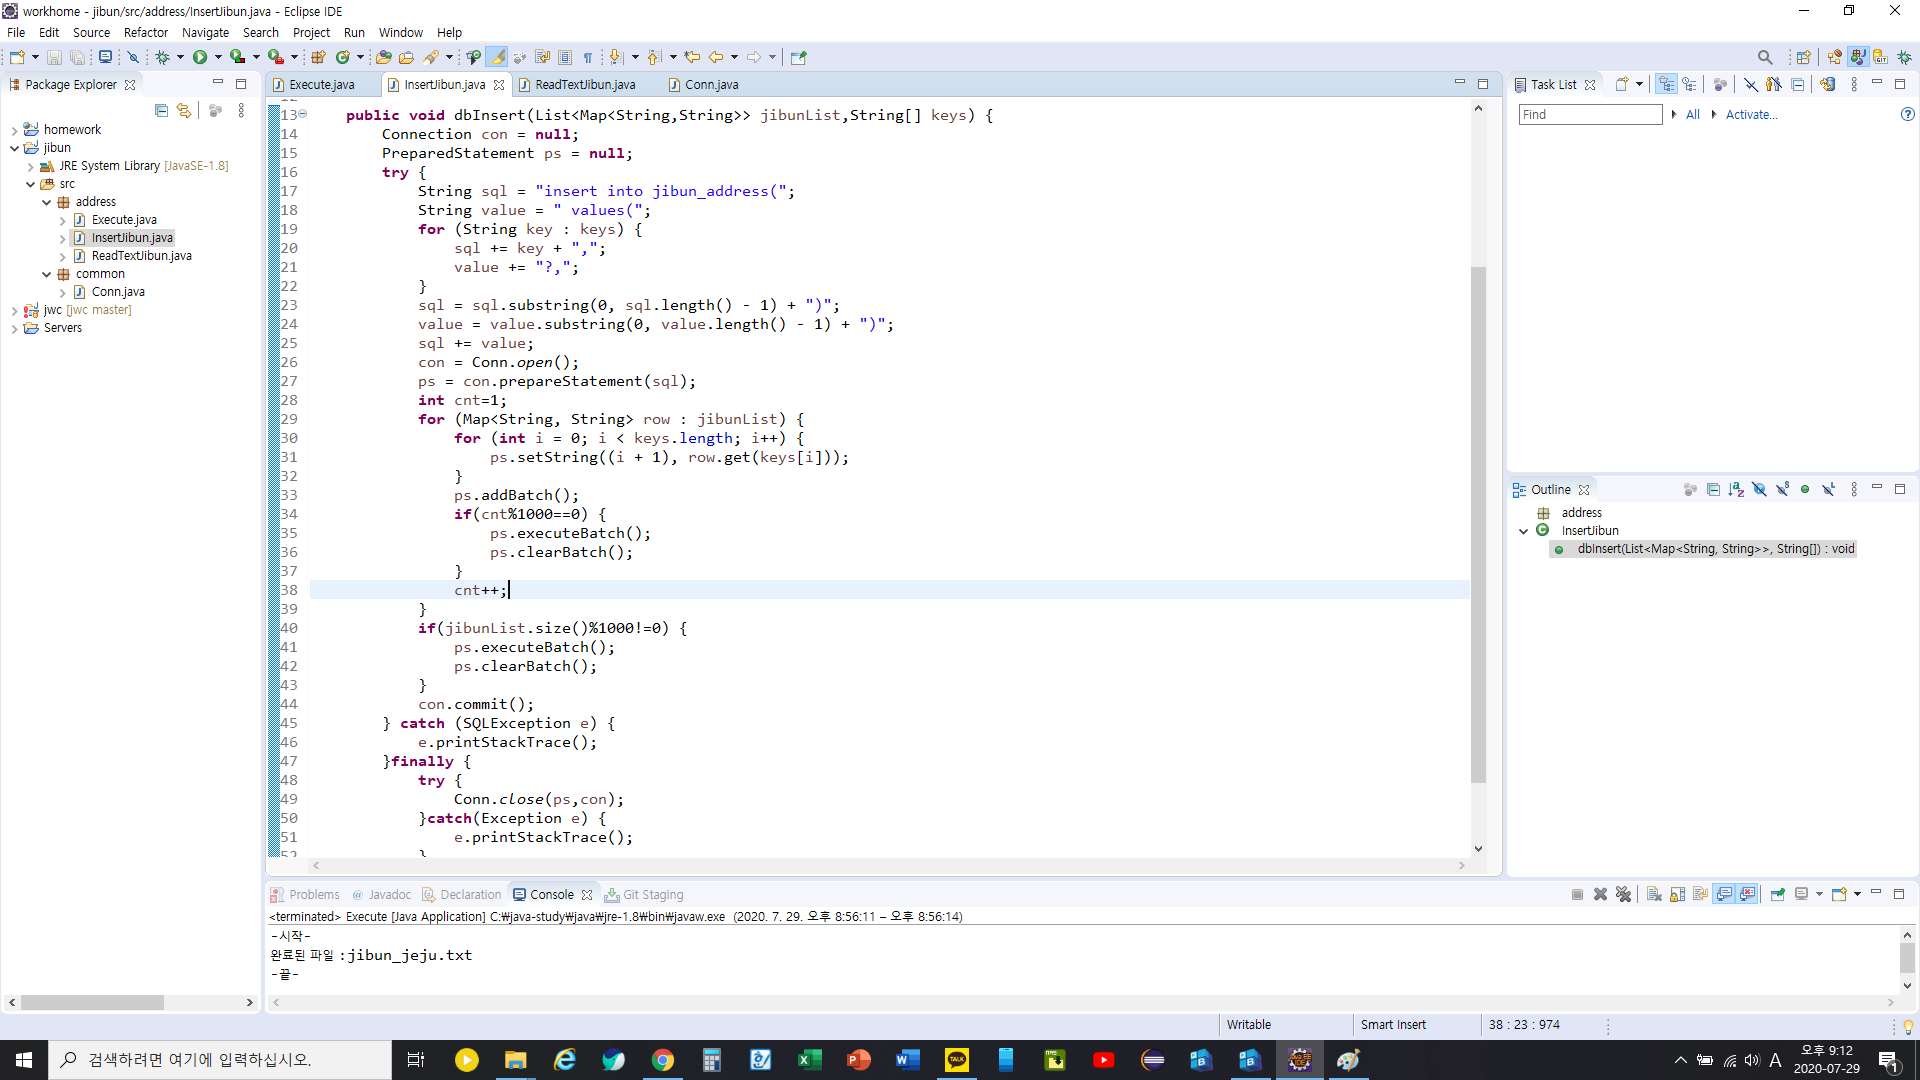 workhome - jibun/src/address/InsertJibun.java - Eclipse IDE
File Edit Source Refactor Navigate Search Project Run Window Help
Package Explorer
homework
jibun
JRE System Library [JavaSE-1.8]
src
address
Execute.java
InsertJibun.java
ReadTextJibun.java
common
Conn.java
jwc [jwc master]
Servers
Execute.java InsertJibun.java ReadTextJibun.java Conn.java
13 public void dbInsert(List<Map<String,String>> jibunList,String[] keys) {
14 Connection con = null;
15 PreparedStatement ps = null;
16 try {
17 String sql = "insert into jibun_address(";
18 String value = " values(";
19 for (String key : keys) {
20 sql += key + ",";
21 value += "?,";
22 }
23 sql = sql.substring(0, sql.length() - 1) + ")";
24 value = value.substring(0, value.length() - 1) + ")";
25 sql += value;
26 con = Conn.open();
27 ps = con.prepareStatement(sql);
28 int cnt=1;
29 for (Map<String, String> row : jibunList) {
30 for (int i = 0; i < keys.length; i++) {
31 ps.setString((i + 1), row.get(keys[i]));
32 }
33 ps.addBatch();
34 if(cnt%1000==0) {
35 ps.executeBatch();
36 ps.clearBatch();
37 }
38 cnt++;
39 }
40 if(jibunList.size()%1000!=0) {
41 ps.executeBatch();
42 ps.clearBatch();
43 }
44 con.commit();
45 } catch (SQLException e) {
46 e.printStackTrace();
47 }finally {
48 try {
49 Conn.close(ps,con);
50 }catch(Exception e) {
51 e.printStackTrace();
52 }
Task List
Find All Activate...
Outline
address
InsertJibun
dbInsert(List<Map<String, String>>, String[]) : void
Problems @ Javadoc Declaration Console Git Staging
<terminated> Execute [Java Application] C:₩java-study₩java₩jre-1.8₩bin₩javaw.exe (2020. 7. 29. 오후 8:56:11 – 오후 8:56:14)
-시작-
완료된 파일 :jibun_jeju.txt
-끝-
Writable Smart Insert 38 : 23 : 974
검색하려면 여기에 입력하십시오.
TALK
A
오후 9:12
2020-07-29
1